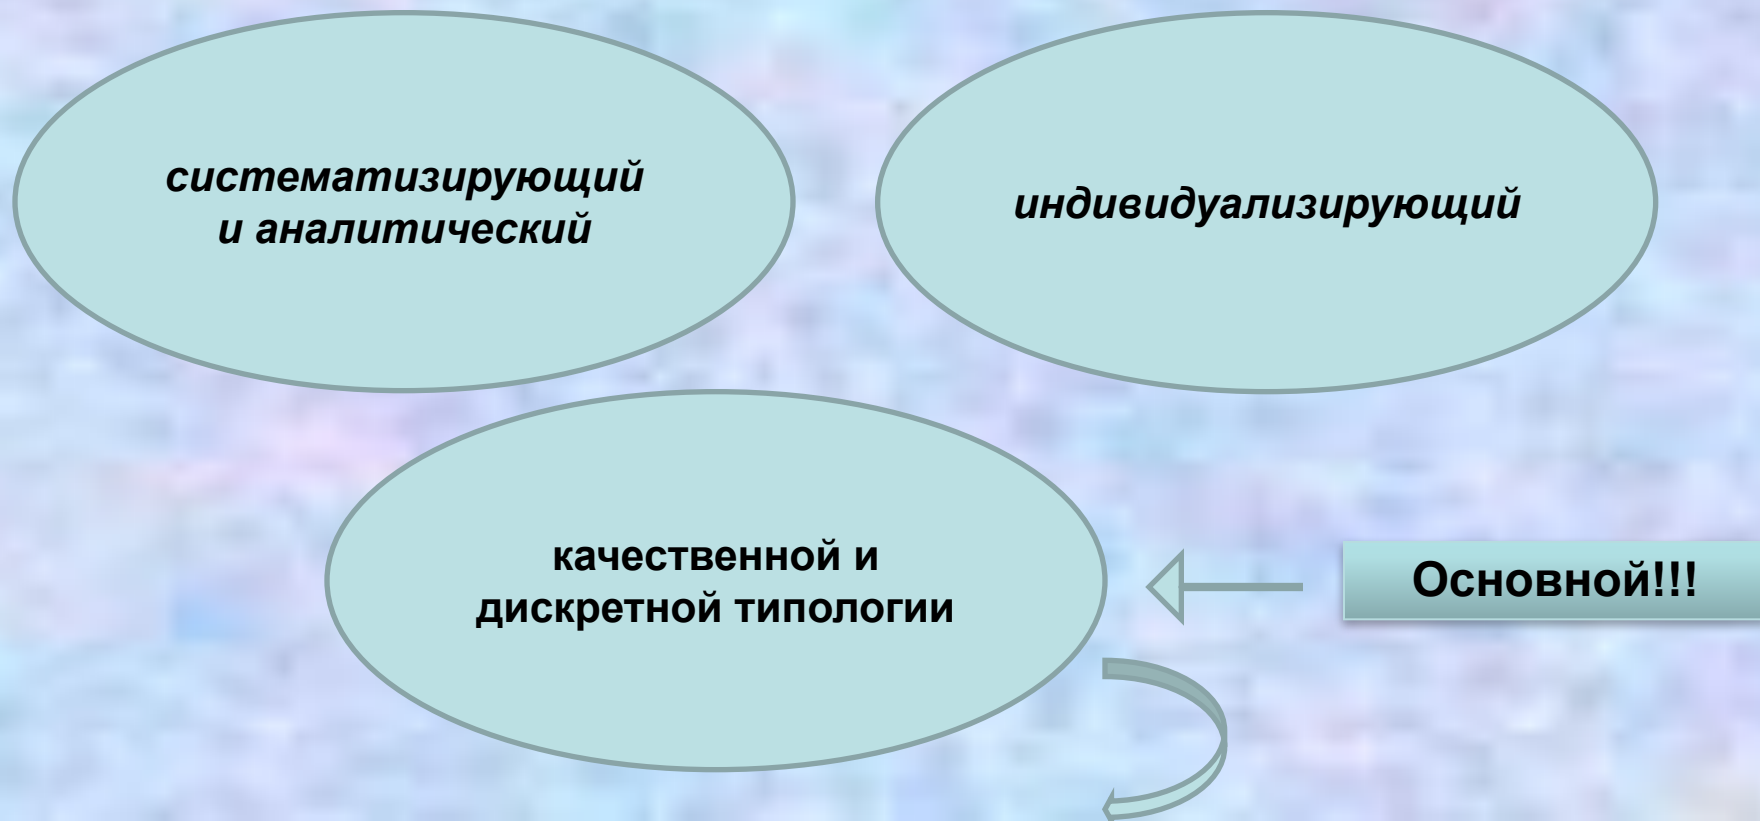 систематизирующий
и аналитический
индивидуализирующий
качественной и
дискретной типологии
Основной!!!